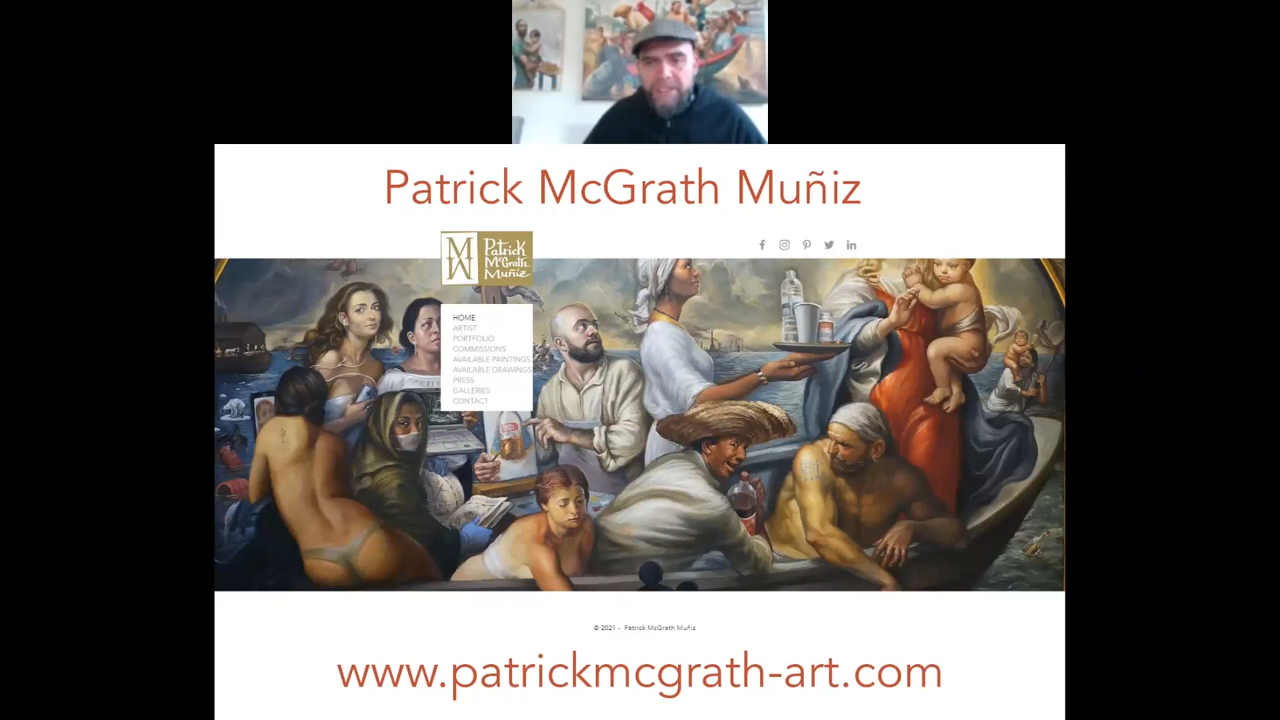 Patrick McGrath Muñiz
MM
Patrick
McGrath
Muñiz
HOME
ARTIST
PORTFOLIO
COMMISSIONS
AVAILABLE PAINTINGS
AVAILABLE DRAWINGS
PRESS
GALLERIES
CONTACT
© 2021 - Patrick McGrath Muñiz
www.patrickmcgrath-art.com